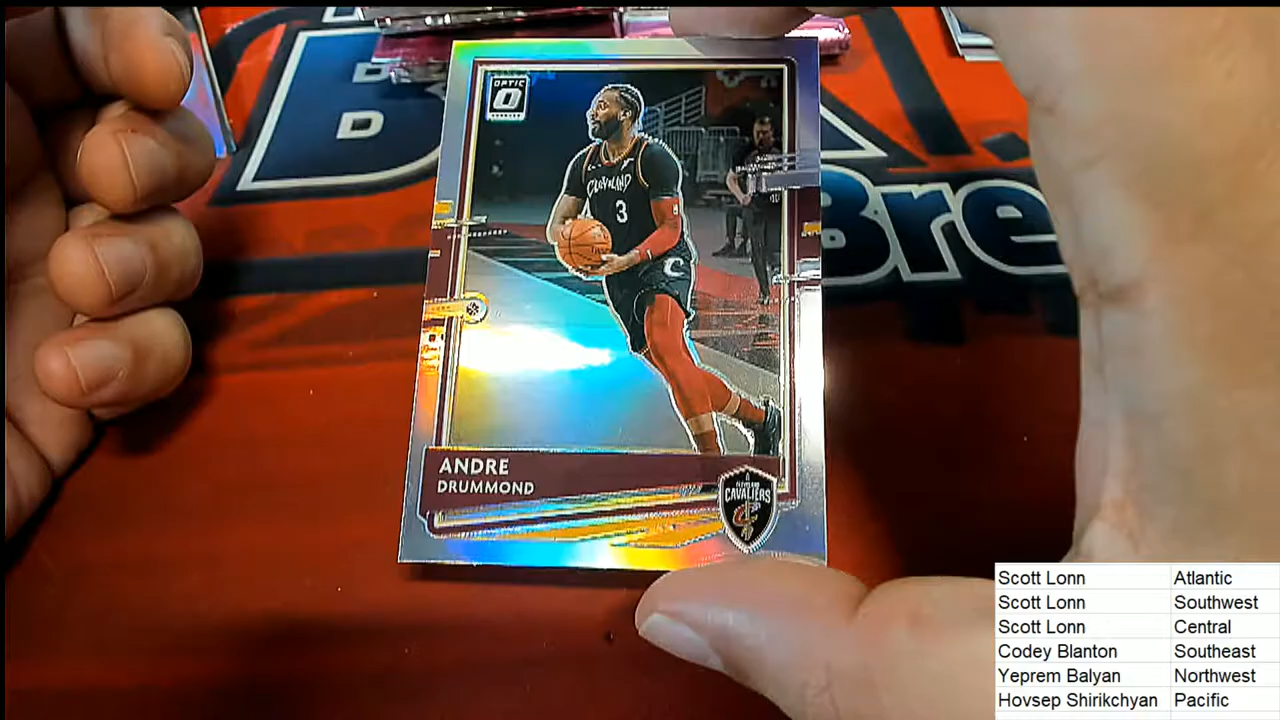 OPTIC
CLEVELAND
3
C
ANDRE
DRUMMOND
CAVALIERS
D
Bre
Scott Lonn Atlantic
Scott Lonn Southwest
Scott Lonn Central
Codey Blanton Southeast
Yeprem Balyan Northwest
Hovsep Shirikchyan Pacific